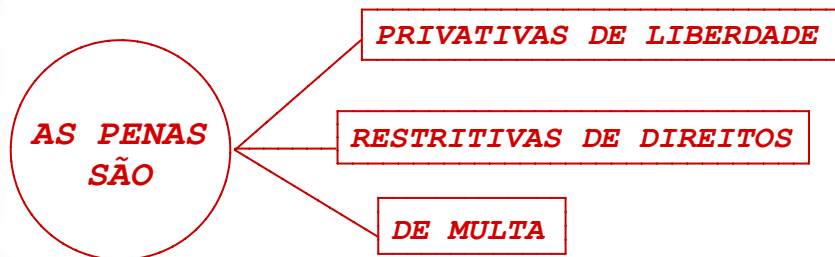 AS PENAS
SÃO
PRIVATIVAS DE LIBERDADE
RESTRITIVAS DE DIREITOS
DE MULTA